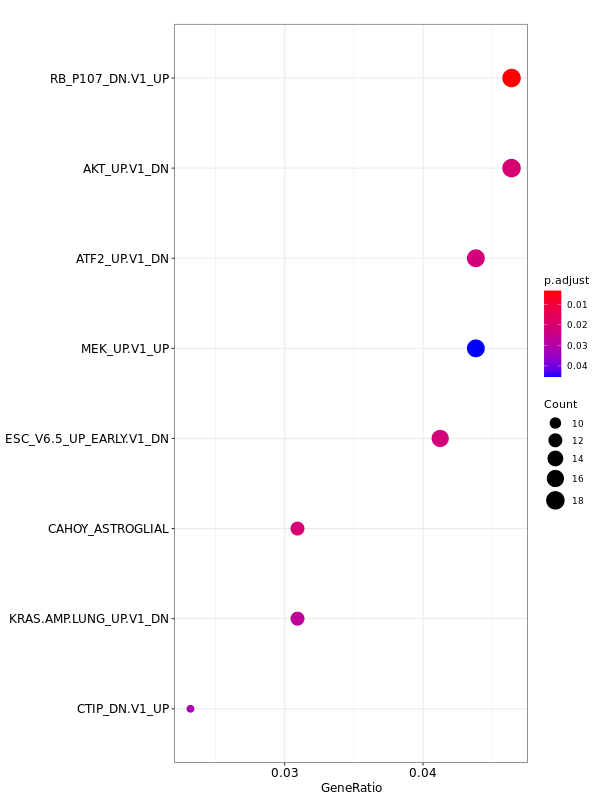 RB_P107_DN.V1_UP
AKT_UP.V1_DN
ATF2_UP.V1_DN
MEK_UP.V1_UP
ESC_V6.5_UP_EARLY.V1_DN
CAHOY_ASTROGLIAL
KRAS.AMP.LUNG_UP.V1_DN
CTIP_DN.V1_UP
0.03
0.04
GeneRatio
p.adjust
0.01
0.02
0.03
0.04
Count
10
12
14
16
18